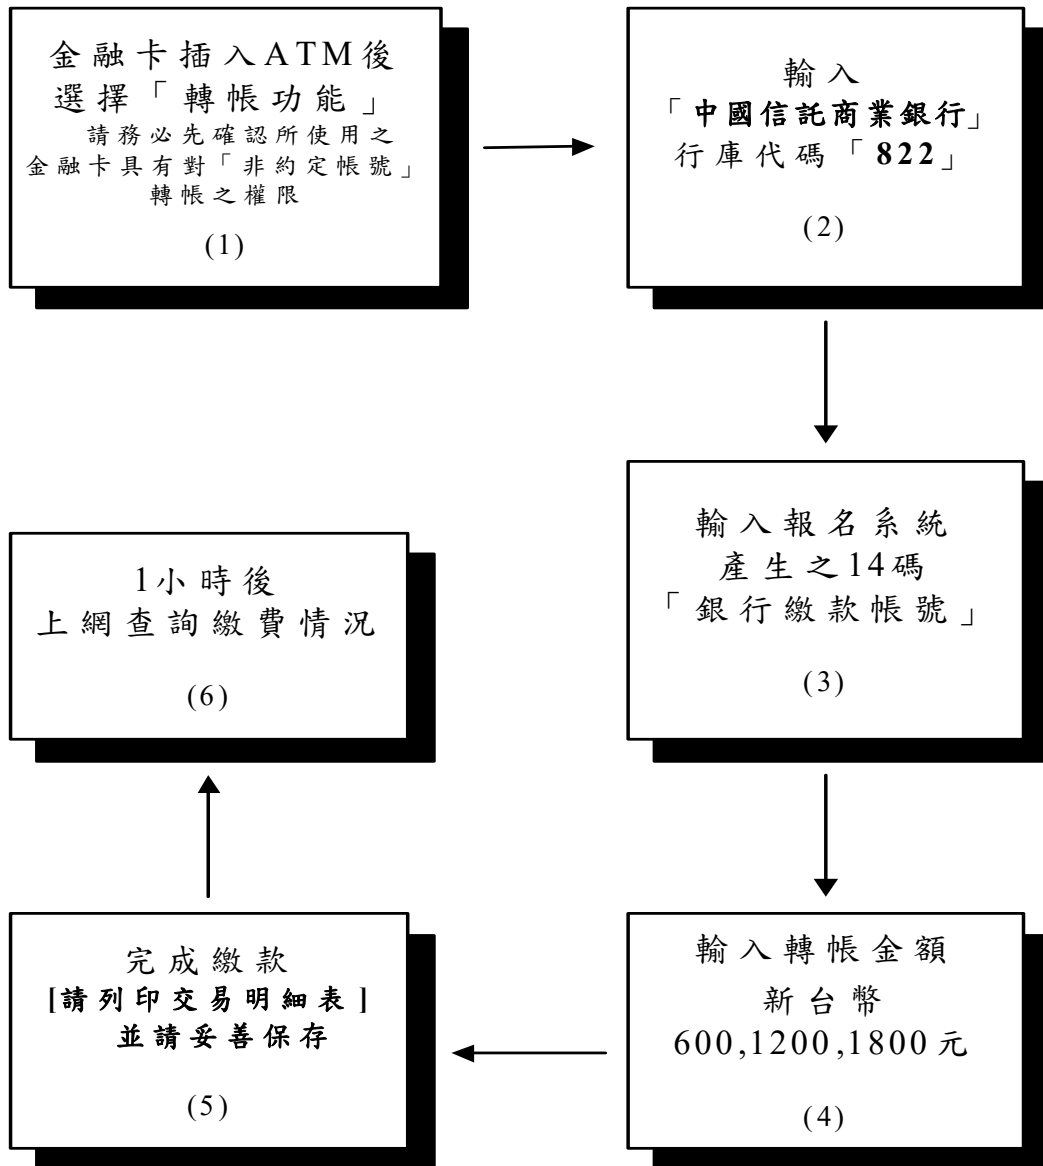 金融卡插入ATM後
選擇「轉帳功能」
請務必先確認所使用之
金融卡具有對「非約定帳號」
轉帳之權限
(1)
輸入
「中國信託商業銀行」
行庫代碼「822」
(2)
輸入報名系統
產生之14碼
「銀行繳款帳號」
(3)
輸入轉帳金額
新台幣
600,1200,1800元
(4)
完成繳款
[請列印交易明細表]
並請妥善保存
(5)
1小時後
上網查詢繳費情況
(6)